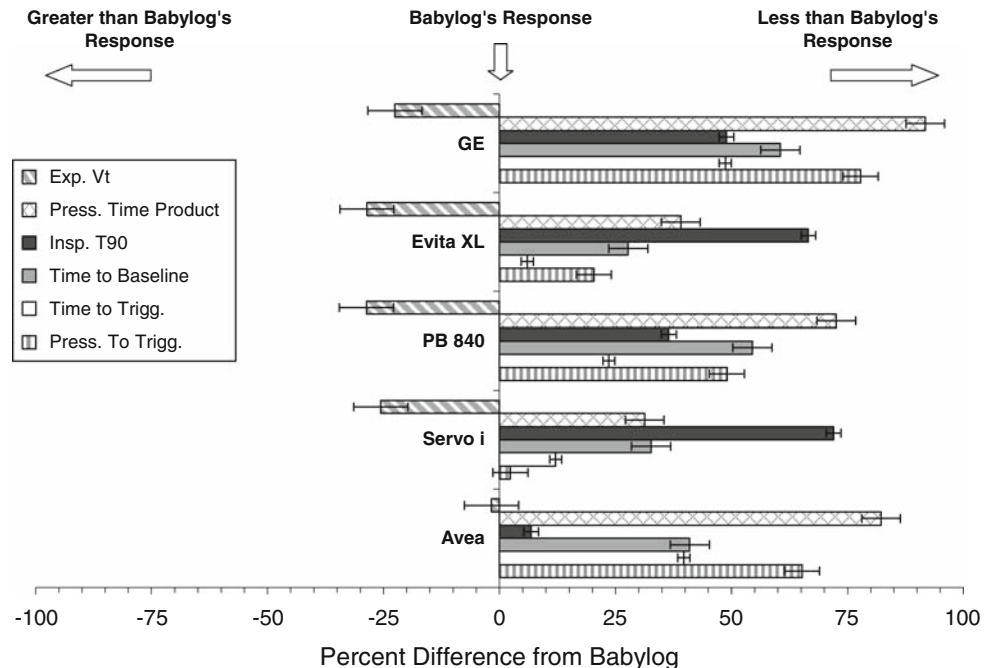 Greater than Babylog's
Response
Babylog's Response
Less than Babylog's
Response
GE
Exp. Vt
Press. Time Product
Insp. T90
Time to Baseline
Time to Trigg.
Press. To Trigg.
Evita XL
PB 840
Servo i
Avea
-100 -75 -50 -25 0 25 50 75 100
Percent Difference from Babylog